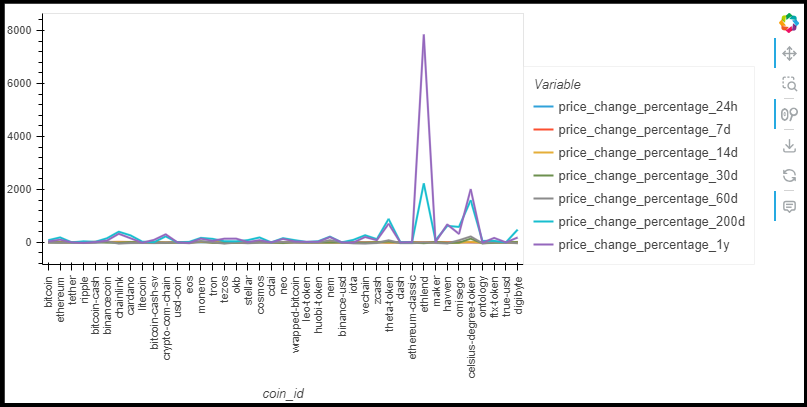 8000
6000
4000
2000
0
Variable
price_change_percentage_24h
price_change_percentage_7d
price_change_percentage_14d
price_change_percentage_30d
price_change_percentage_60d
price_change_percentage_200d
price_change_percentage_1y
bitcoin
ethereum
tether
ripple
bitcoin-cash
binancecoin
chainlink
cardano
litecoin
bitcoin-cash-sv
crypto-com-chain
usd-coin
eos
monero
tron
tezos
okb
stellar
cosmos
cdai
neo
wrapped-bitcoin
leo-token
huobi-token
nem
binance-usd
iota
vechain
zcash
theta-token
dash
ethereum-classic
ethlend
maker
havven
omisego
celsius-degree-token
ontology
ftx-token
true-usd
digibyte
coin_id